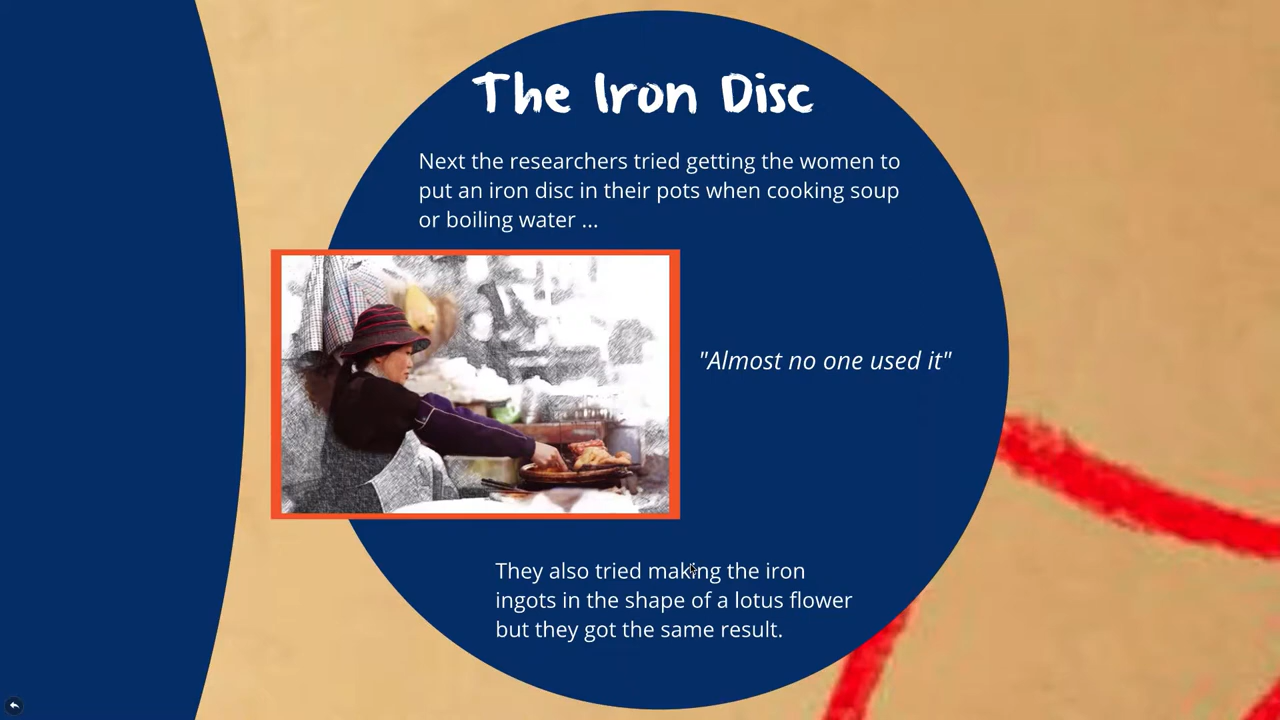 The Iron Disc
Next the researchers tried getting the women to
put an iron disc in their pots when cooking soup
or boiling water ...
"Almost no one used it"
They also tried making the iron
ingots in the shape of a lotus flower
but they got the same result.